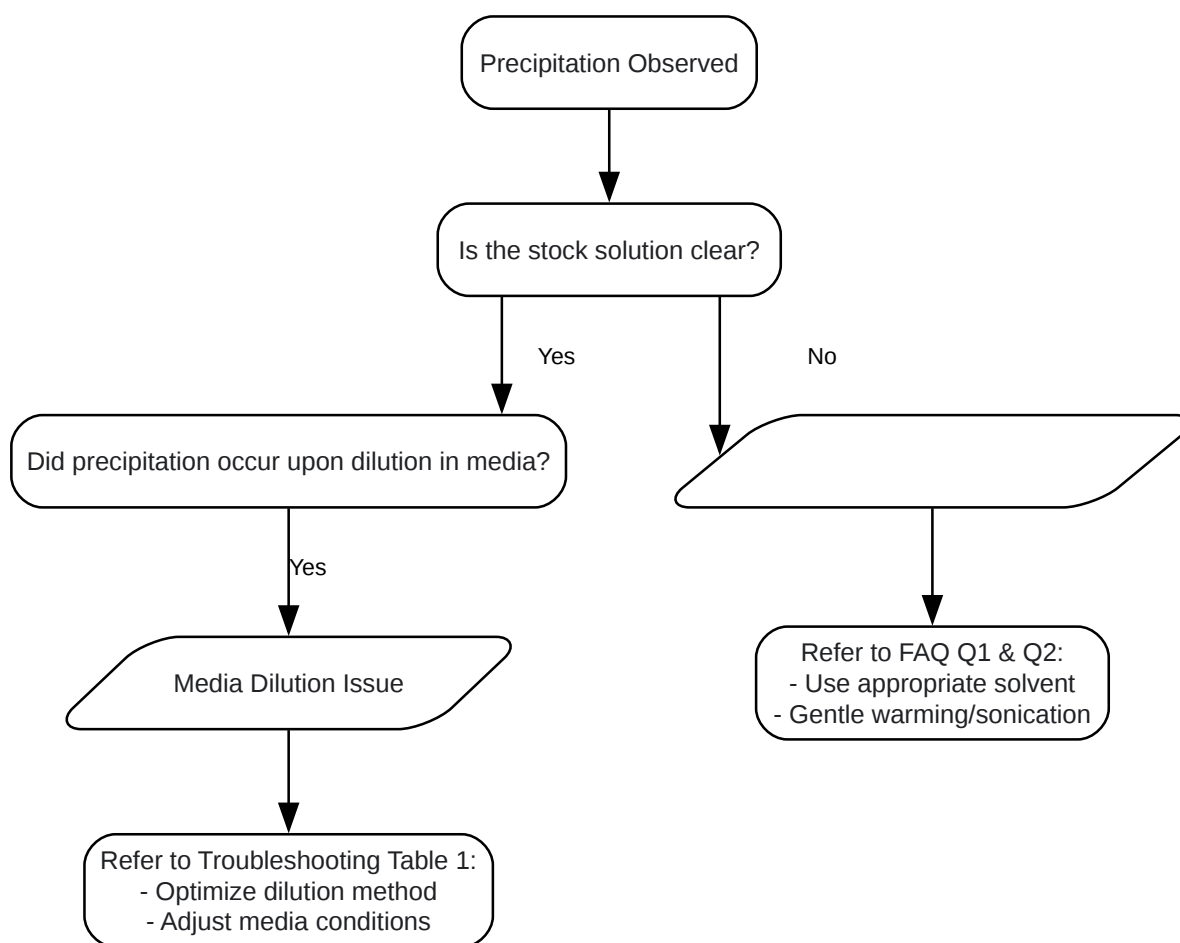 Precipitation Observed
Is the stock solution clear?
Yes
No
Did precipitation occur upon dilution in media?
Yes
Media Dilution Issue
Refer to FAQ Q1 & Q2:
- Use appropriate solvent
- Gentle warming/sonication
Refer to Troubleshooting Table 1:
- Optimize dilution method
- Adjust media conditions